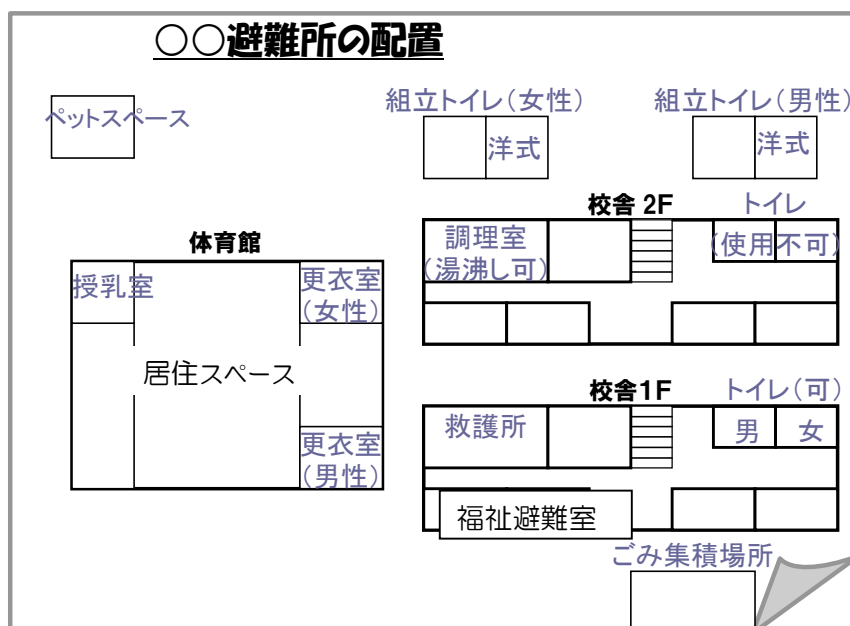 ○○避難所の配置
ペットスペース
組立トイレ(女性)
組立トイレ(男性)
洋式
洋式
校舎 2F
トイレ
(使用不可)
調理室
(湯沸し可)
体育館
授乳室
更衣室
(女性)
居住スペース
更衣室
(男性)
校舎1F
トイレ(可)
救護所
男
女
福祉避難室
ごみ集積場所